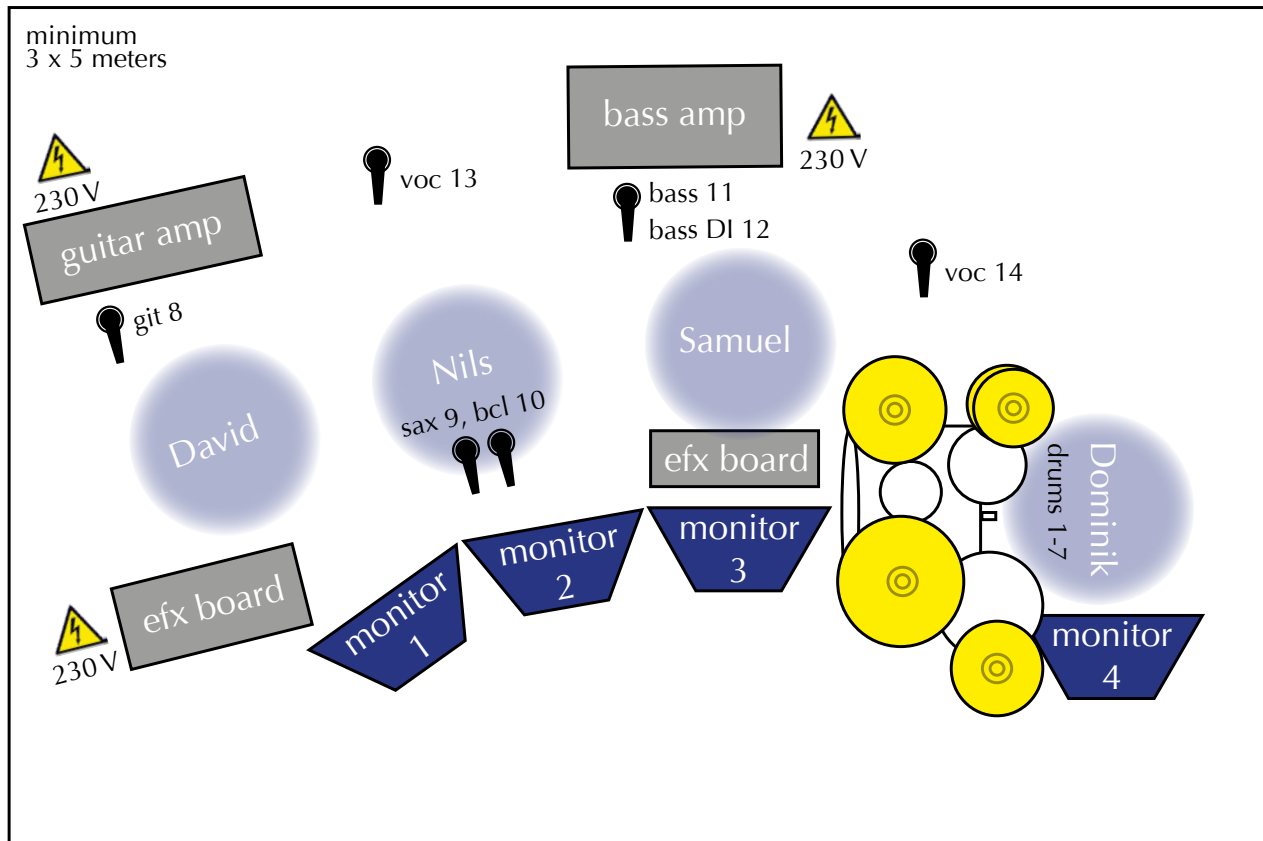 minimum
3 x 5 meters
bass amp
230 V
230 V
guitar amp
voc 13
bass 11
bass DI 12
voc 14
git 8
Samuel
Nils
David
sax 9, bcl 10
efx board
Dominik
drums 1-7
monitor
3
monitor
2
efx board
monitor
1
230 V
monitor
4